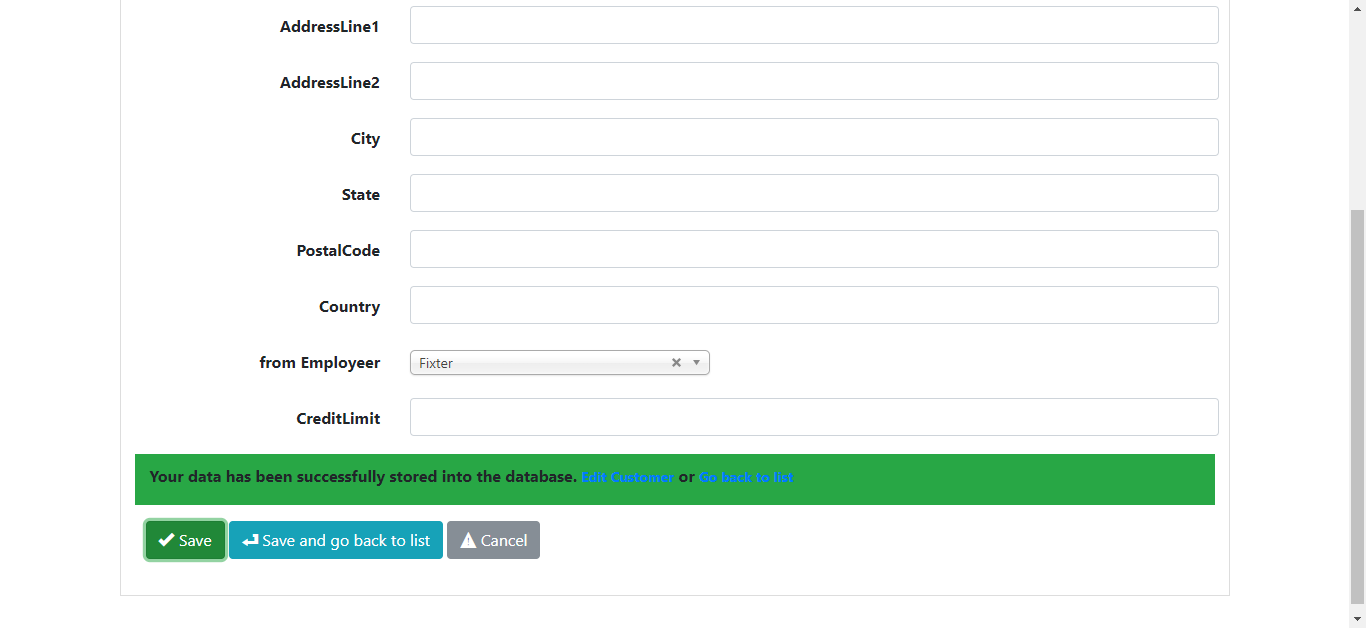 AddressLine1
AddressLine2
City
State
PostalCode
Country
from Employeer
Fixter
CreditLimit
Your data has been successfully stored into the database. Edit Customer or Go back to list
Save
Save and go back to list
Cancel